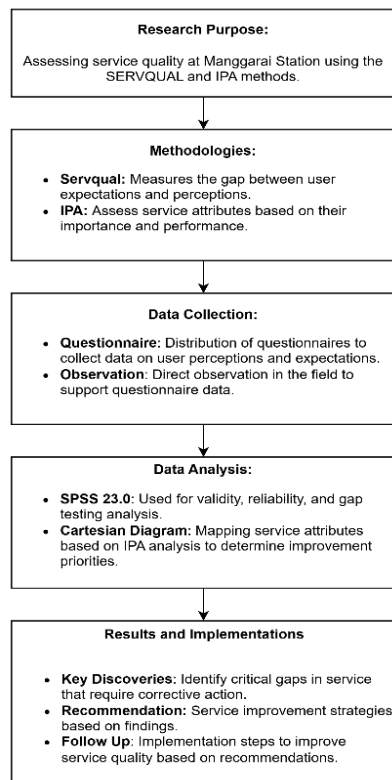 Research Purpose:
Assessing service quality at Manggarai Station using the
SERVQUAL and IPA methods.
Methodologies:
• Servqual: Measures the gap between user
expectations and perceptions.
• IPA: Assess service attributes based on their
importance and performance.
Data Collection:
• Questionnaire: Distribution of questionnaires to
collect data on user perceptions and expectations.
• Observation: Direct observation in the field to
support questionnaire data.
Data Analysis:
• SPSS 23.0: Used for validity, reliability, and gap
testing analysis.
• Cartesian Diagram: Mapping service attributes
based on IPA analysis to determine improvement
priorities.
Results and Implementations
• Key Discoveries: Identify critical gaps in service
that require corrective action.
• Recommendation: Service improvement strategies
based on findings.
• Follow Up: Implementation steps to improve
service quality based on recommendations.